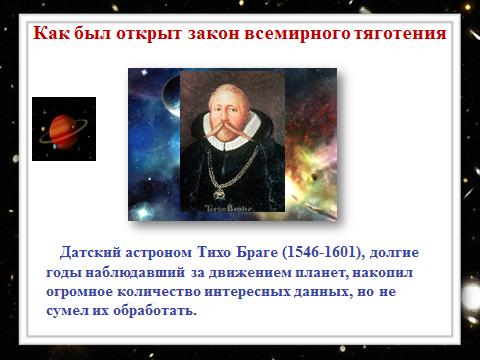 Как был открыт закон всемирного тяготения
Tycho Brahe.
Датский астроном Тихо Браге (1546-1601), долгие
годы наблюдавший за движением планет, накопил
огромное количество интересных данных, но не
сумел их обработать.